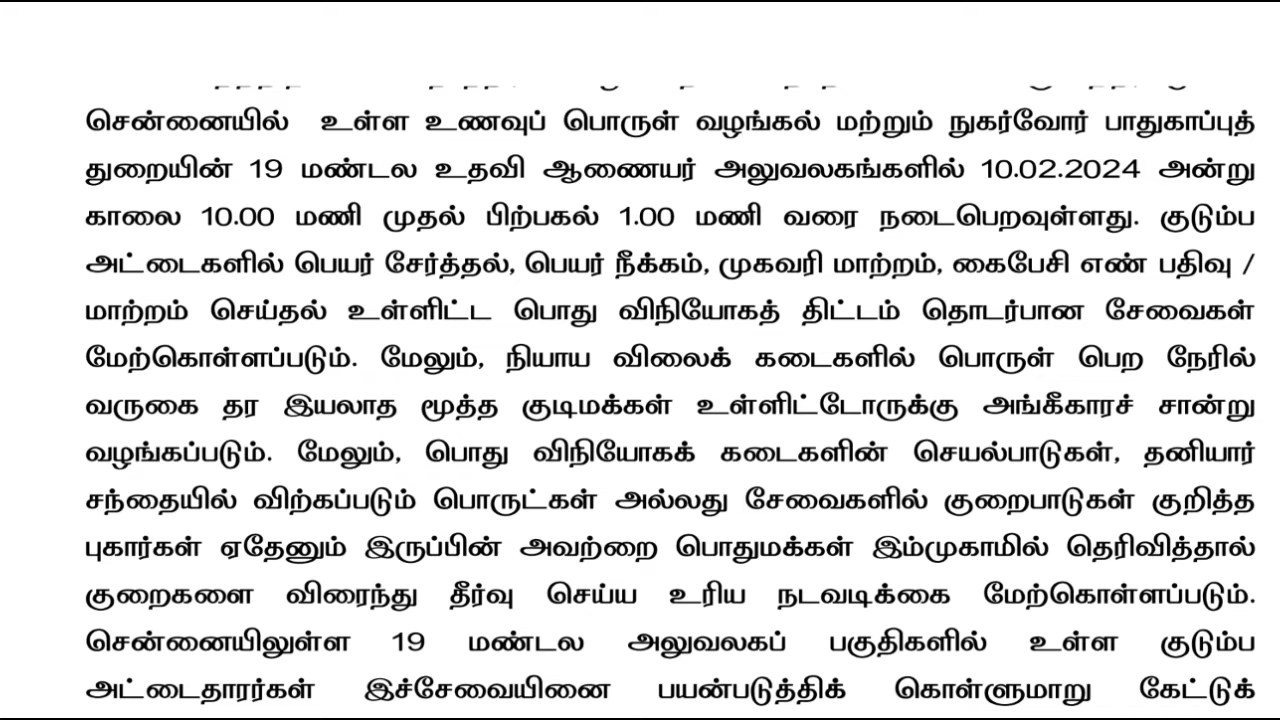 சென்னையில் உள்ள உணவுப் பொருள் வழங்கல் மற்றும் நுகர்வோர் பாதுகாப்புத்
துறையின் 19 மண்டல உதவி ஆணையர் அலுவலகங்களில் 10.02.2024 அன்று
காலை 10.00 மணி முதல் பிற்பகல் 1.00 மணி வரை நடைபெறவுள்ளது. குடும்ப
அட்டைகளில் பெயர் சேர்த்தல், பெயர் நீக்கம், முகவரி மாற்றம், கைபேசி எண் பதிவு /
மாற்றம் செய்தல் உள்ளிட்ட பொது விநியோகத் திட்டம் தொடர்பான சேவைகள்
மேற்கொள்ளப்படும். மேலும், நியாய விலைக் கடைகளில் பொருள் பெற நேரில்
வருகை தர இயலாத மூத்த குடிமக்கள் உள்ளிட்டோருக்கு அங்கீகாரச் சான்று
வழங்கப்படும். மேலும், பொது விநியோகக் கடைகளின் செயல்பாடுகள், தனியார்
சந்தையில் விற்கப்படும் பொருட்கள் அல்லது சேவைகளில் குறைபாடுகள் குறித்த
புகார்கள் ஏதேனும் இருப்பின் அவற்றை பொதுமக்கள் இம்முகாமில் தெரிவித்தால்
குறைகளை விரைந்து தீர்வு செய்ய உரிய நடவடிக்கை மேற்கொள்ளப்படும்.
சென்னையிலுள்ள 19 மண்டல அலுவலகப் பகுதிகளில் உள்ள குடும்ப
அட்டைதாரர்கள் இச்சேவையினை பயன்படுத்திக் கொள்ளுமாறு கேட்டுக்